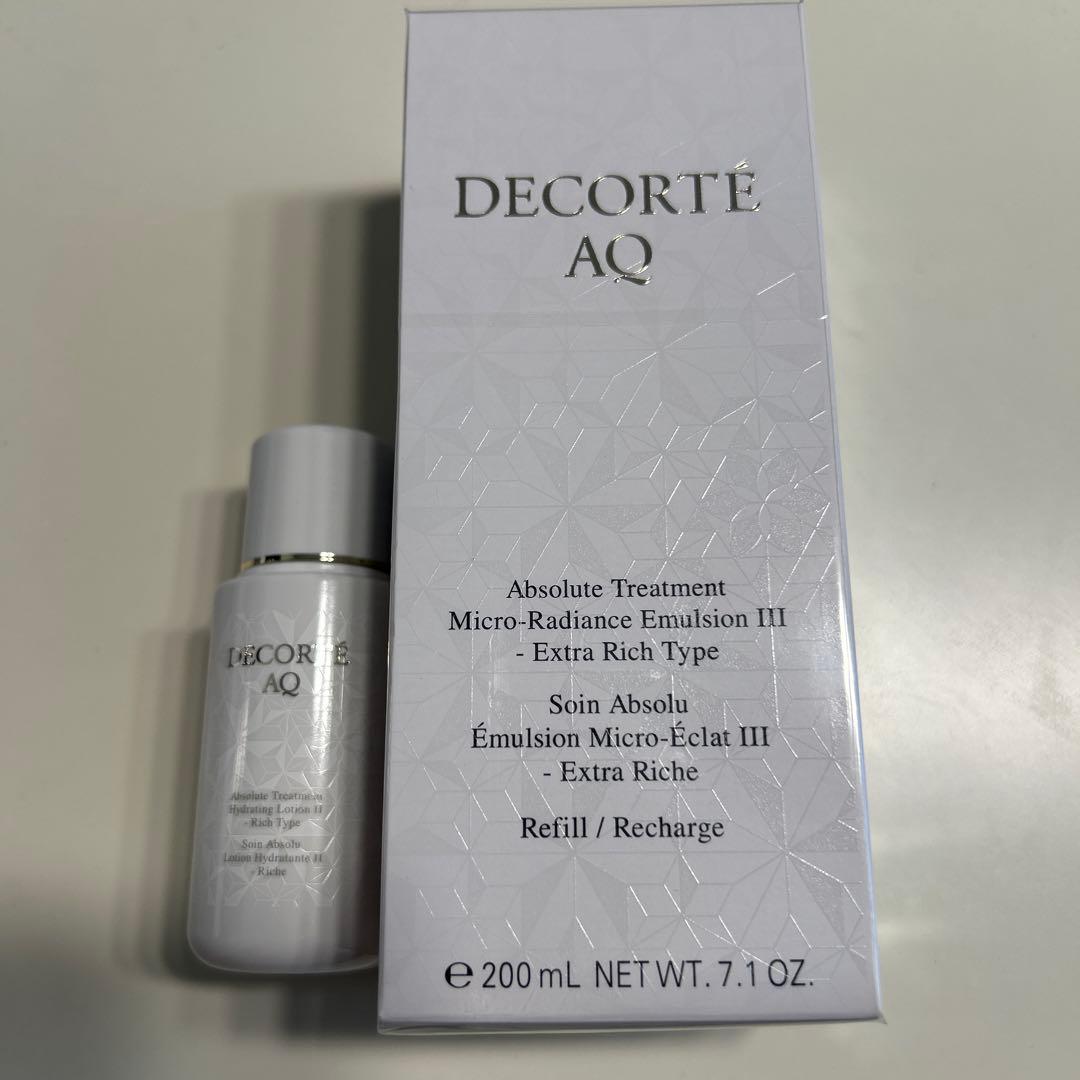 DECORTÉ
AQ
Absolute Treatment
Micro-Radiance Emulsion III
- Extra Rich Type
Soin Absolu
Émulsion Micro-Éclat III
- Extra Riche
Refill / Recharge
℮ 200 mL NET WT. 7.1 OZ.
DECORTÉ
AQ
Absolute Treatment
Hydrating Lotion II
- Rich Type
Soin Absolu
Lotion Hydratante II
- Riche